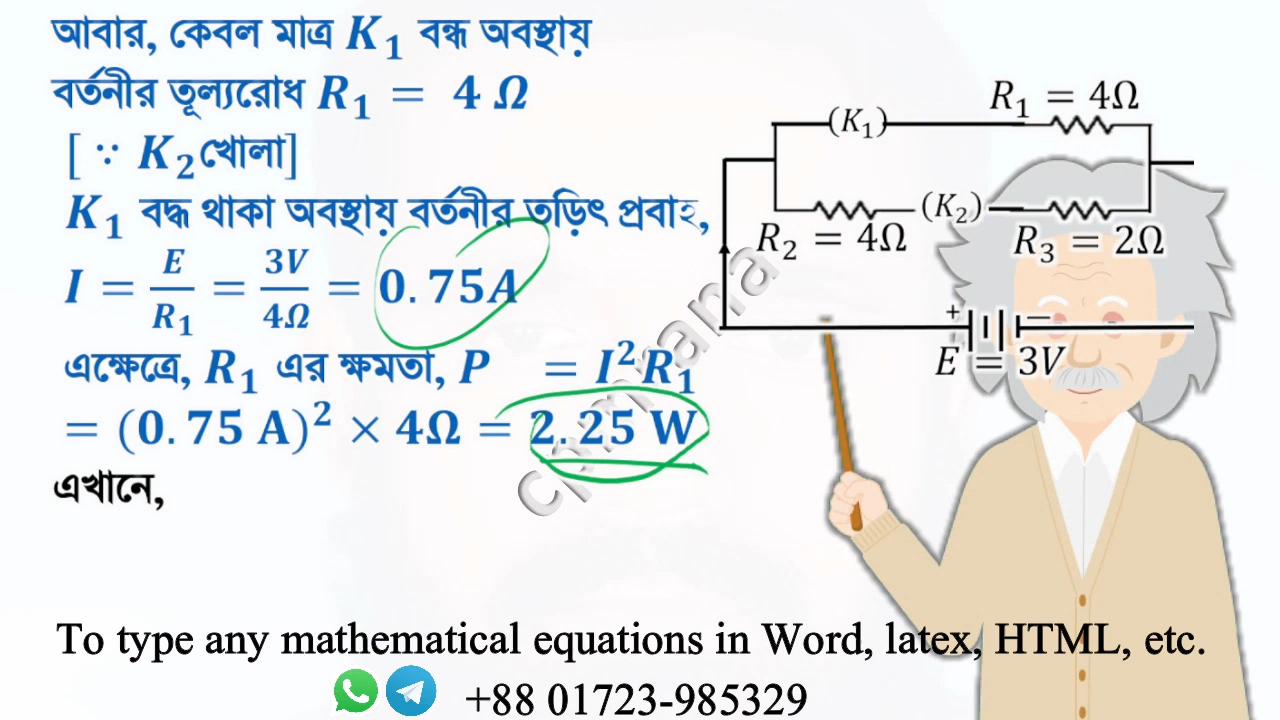 আবার, কেবল মাত্র K₁ বন্ধ অবস্থায়
বর্তনীর তূল্যরোধ R₁ = 4 Ω
[ ∵ K₂ খোলা]
K₁ বদ্ধ থাকা অবস্থায় বর্তনীর তড়িৎ প্রবাহ,
I = E/R₁ = 3V/4Ω = 0.75A
এক্ষেত্রে, R₁ এর ক্ষমতা, P = I²R₁
= (0.75 A)² × 4Ω = 2.25 W
এখানে,
R₁ = 4Ω
(K₁)
(K₂)
R₂ = 4Ω
R₃ = 2Ω
+ −
E = 3V
To type any mathematical equations in Word, latex, HTML, etc.
+88 01723-985329